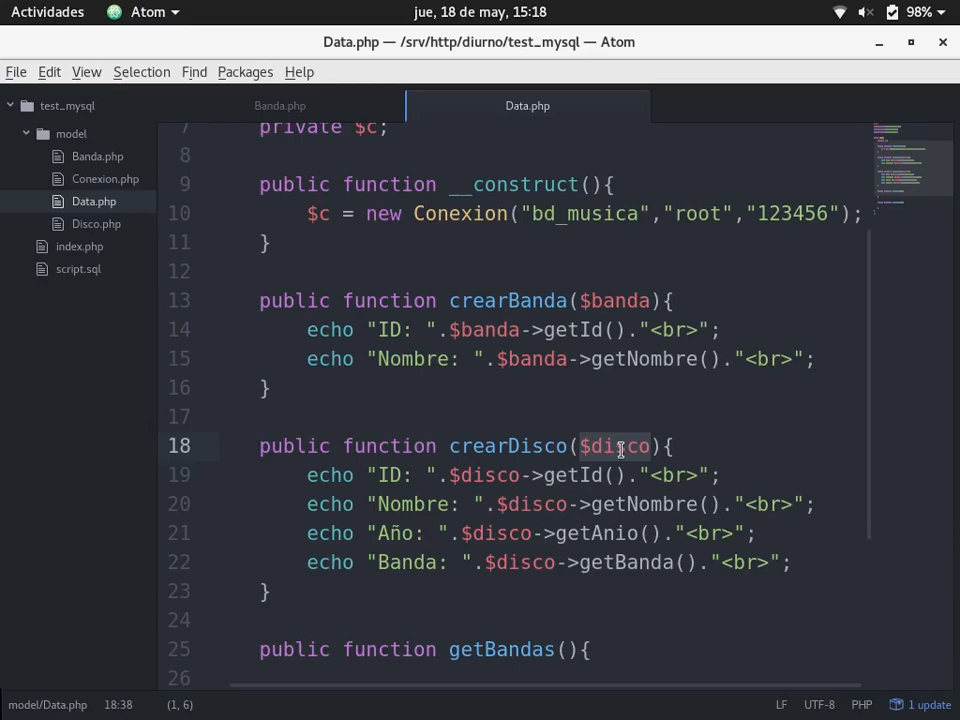 Actividades Atom jue, 18 de may, 15:18 98%
Data.php — /srv/http/diurno/test_mysql — Atom
File Edit View Selection Find Packages Help
test_mysql
model
Banda.php
Conexion.php
Data.php
Disco.php
index.php
script.sql
Banda.php Data.php
7 private $c;
8
9 public function __construct(){
10 $c = new Conexion("bd_musica","root","123456");
11 }
12
13 public function crearBanda($banda){
14 echo "ID: ".$banda->getId()."<br>";
15 echo "Nombre: ".$banda->getNombre()."<br>";
16 }
17
18 public function crearDisco($disco){
19 echo "ID: ".$disco->getId()."<br>";
20 echo "Nombre: ".$disco->getNombre()."<br>";
21 echo "Año: ".$disco->getAnio()."<br>";
22 echo "Banda: ".$disco->getBanda()."<br>";
23 }
24
25 public function getBandas(){
26
model/Data.php 18:38 (1, 6) LF UTF-8 PHP 1 update